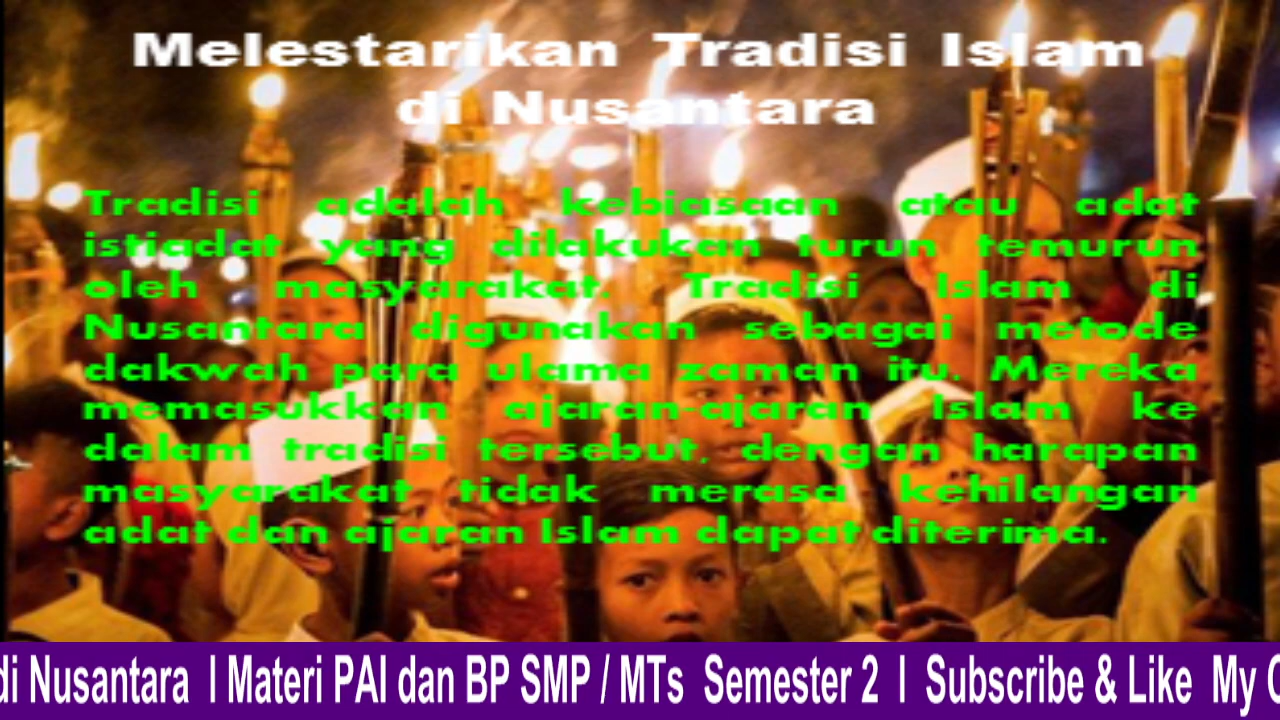 Melestarikan Tradisi Islam
di Nusantara
Tradisi adalah kebiasaan atau adat
istiadat yang dilakukan turun temurun
oleh masyarakat. Tradisi Islam di
Nusantara digunakan sebagai metode
dakwah para ulama zaman itu. Mereka
memasukkan ajaran-ajaran Islam ke
dalam tradisi tersebut, dengan harapan
masyarakat tidak merasa kehilangan
adat dan ajaran Islam dapat diterima.
di Nusantara I Materi PAI dan BP SMP / MTs Semester 2 I Subscribe & Like My